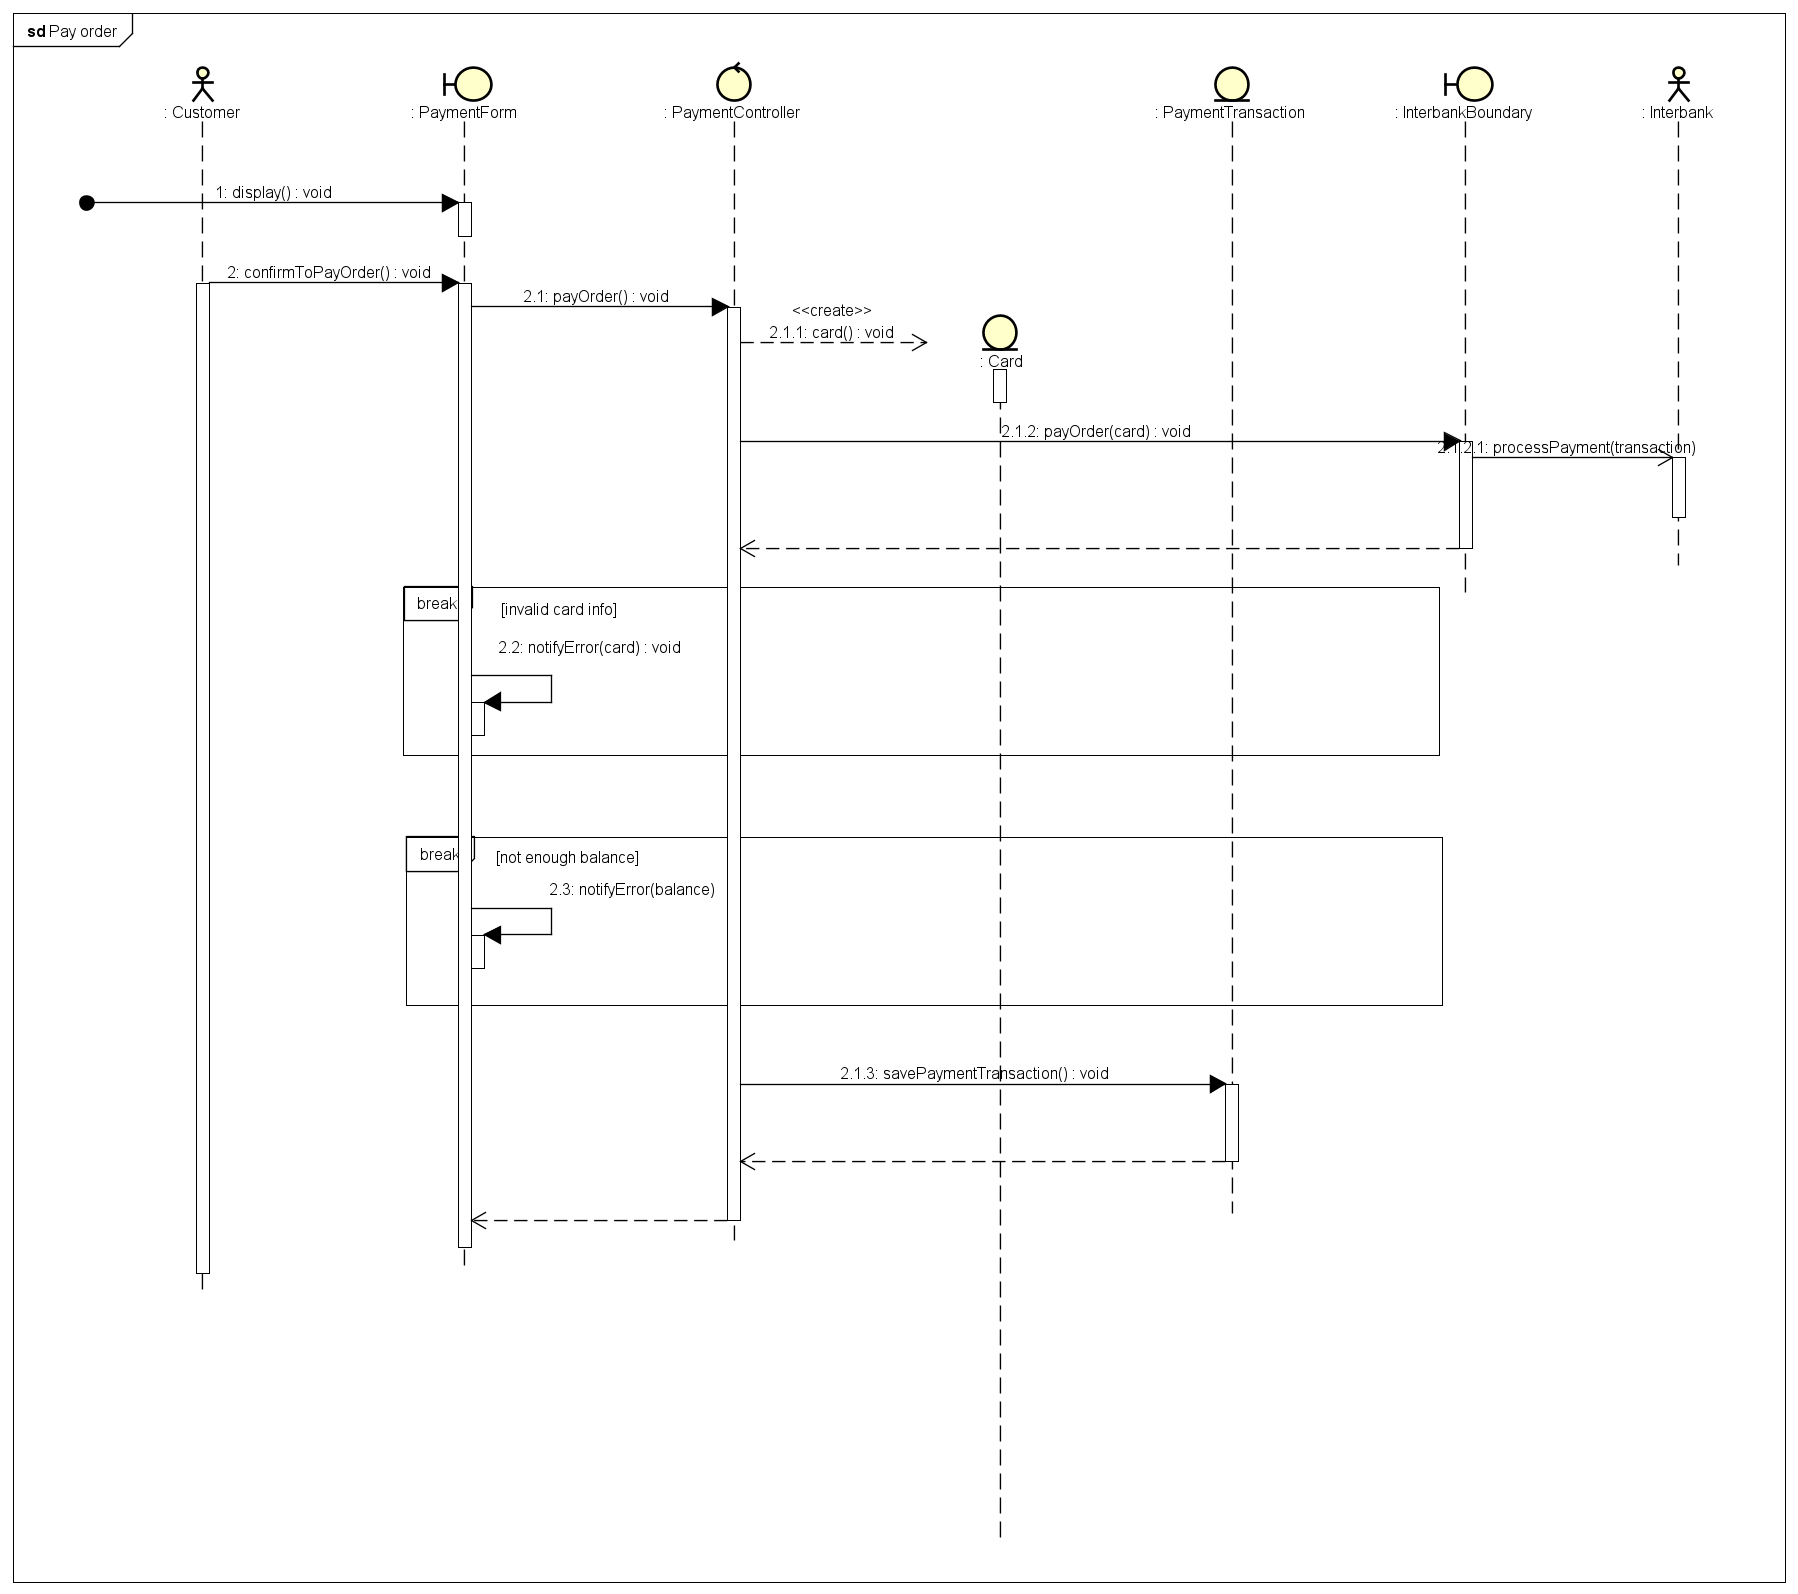 sd Pay order
: Customer
: PaymentForm
: PaymentController
: PaymentTransaction
: InterbankBoundary
: Interbank
1: display() : void
2: confirmToPayOrder() : void
2.1: payOrder() : void
<<create>>
2.1.1: card() : void
: Card
2.1.2: payOrder(card) : void
2.1.2.1: processPayment(transaction)
break
[invalid card info]
2.2: notifyError(card) : void
break
[not enough balance]
2.3: notifyError(balance)
2.1.3: savePaymentTransaction() : void